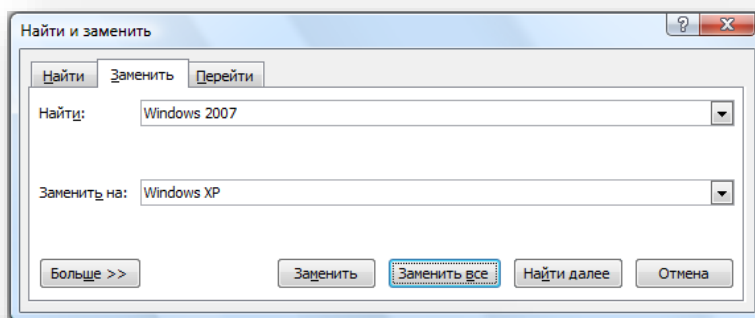 Найти и заменить
Найти Заменить Перейти
Найти: Windows 2007
Заменить на: Windows XP
Больше >> Заменить Заменить все Найти далее Отмена